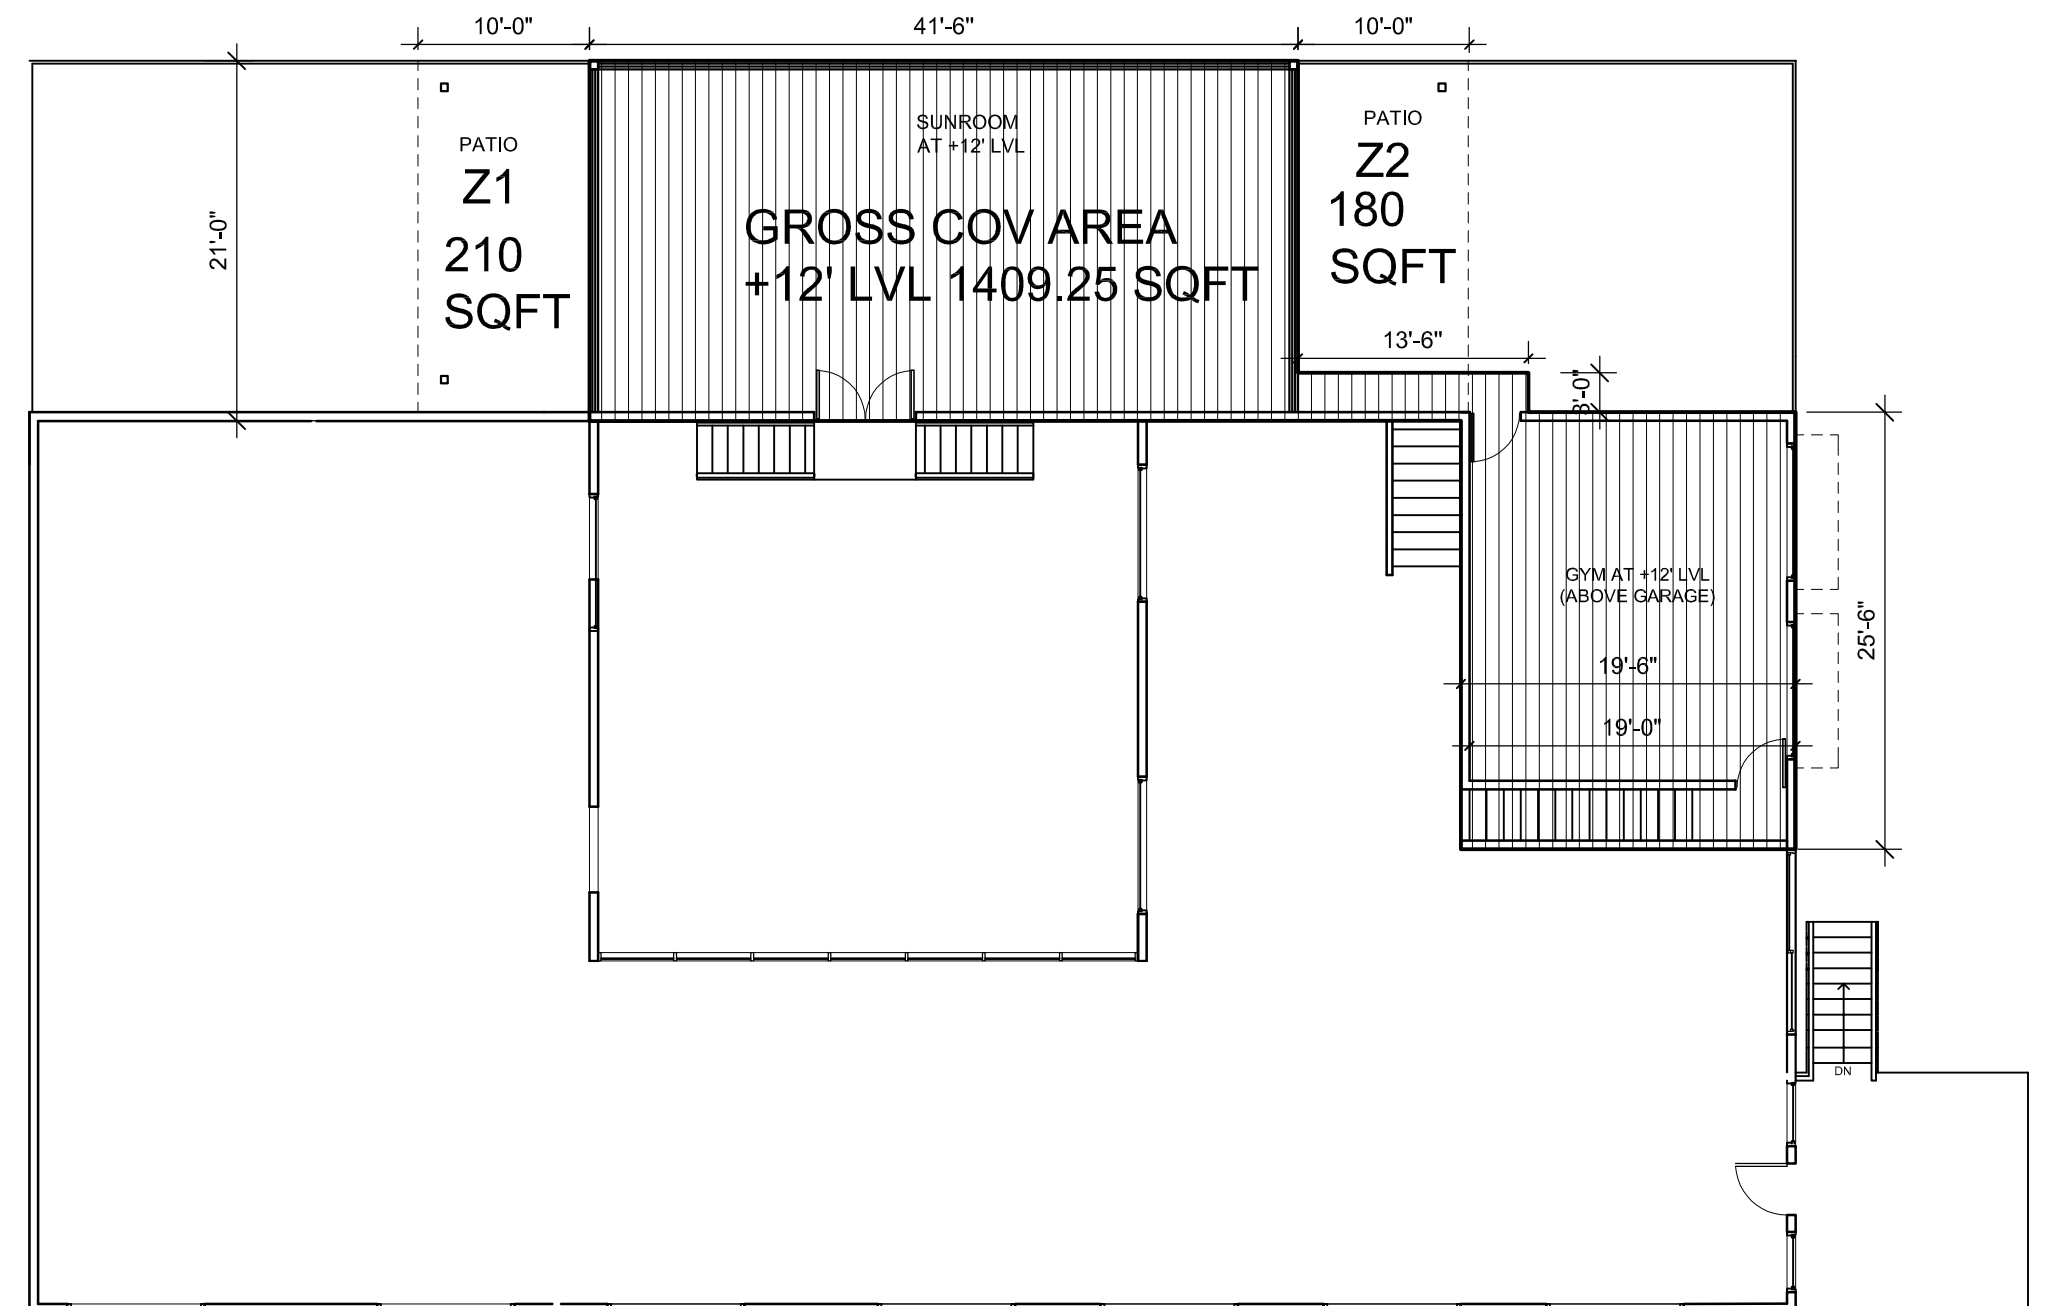 10'-0"
41'-6"
10'-0"
PATIO
Z1
210
SQFT
21'-0"
SUNROOM
AT +12' LVL
GROSS COV AREA
+12' LVL 1409.25 SQFT
PATIO
Z2
180
SQFT
13'-6"
3'-0"
GYM AT +12' LVL
(ABOVE GARAGE)
19'-6"
19'-0"
25'-6"
DN